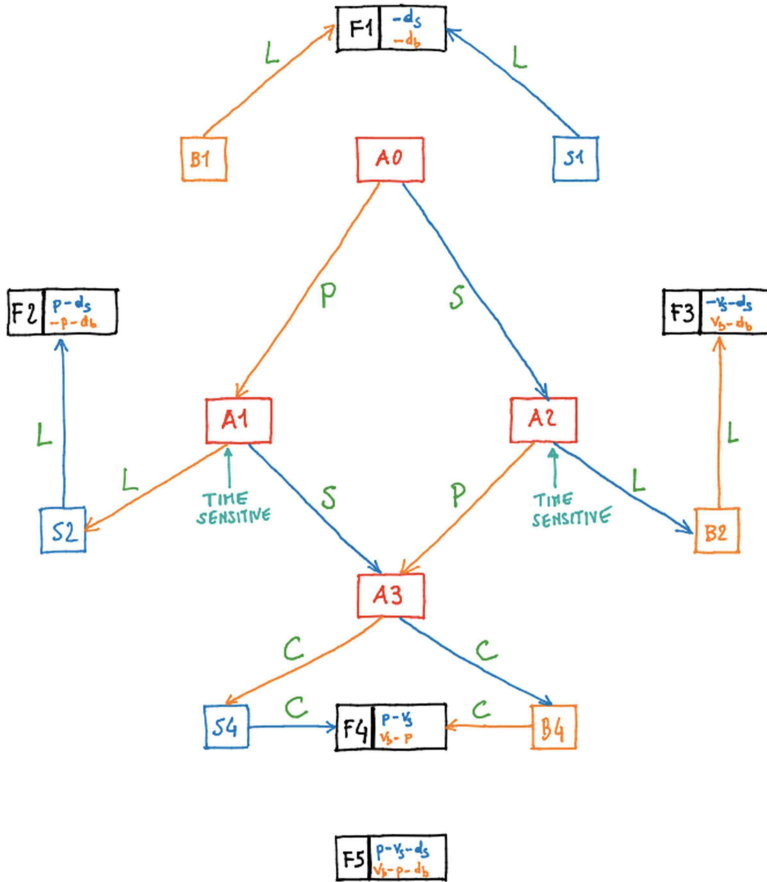 F1
-ds
-db
L
L
B1
A0
S1
P
S
F2
p-ds
-p-db
F3
-vs-ds
vb-db
A1
A2
L
L
L
S
P
L
TIME
SENSITIVE
TIME
SENSITIVE
S2
B2
A3
C
C
S4
C
F4
p-vs
vb-p
C
B4
F5
p-vs-ds
vb-p-db